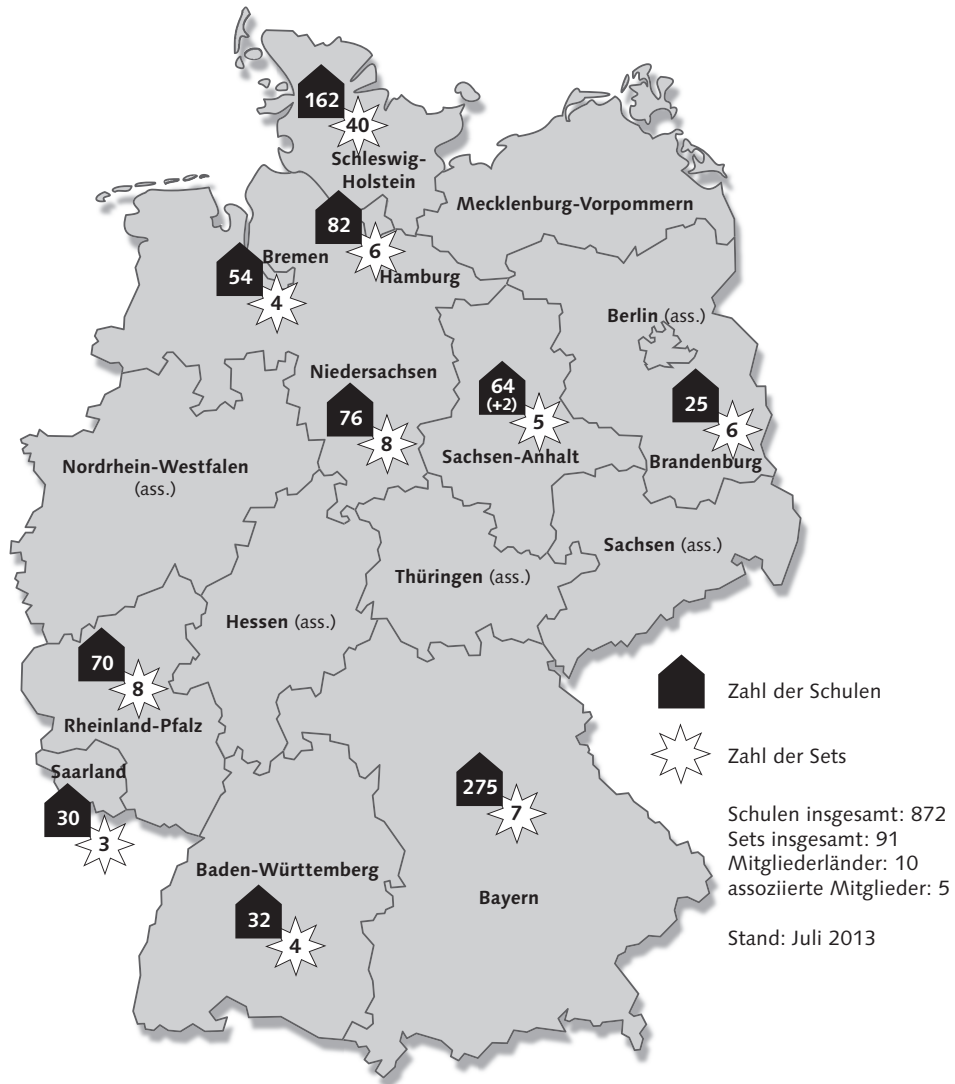 162
40
Schleswig-
Holstein
Mecklenburg-Vorpommern
82
6
Hamburg
Bremen
54
4
Berlin (ass.)
Niedersachsen
76
8
64
(+2)
5
Sachsen-Anhalt
25
6
Brandenburg
Nordrhein-Westfalen
(ass.)
Sachsen (ass.)
Thüringen (ass.)
Hessen (ass.)
70
8
Rheinland-Pfalz
Saarland
30
3
275
7
Bayern
Baden-Württemberg
32
4
Zahl der Schulen
Zahl der Sets
Schulen insgesamt: 872
Sets insgesamt: 91
Mitgliederländer: 10
assoziierte Mitglieder: 5
Stand: Juli 2013